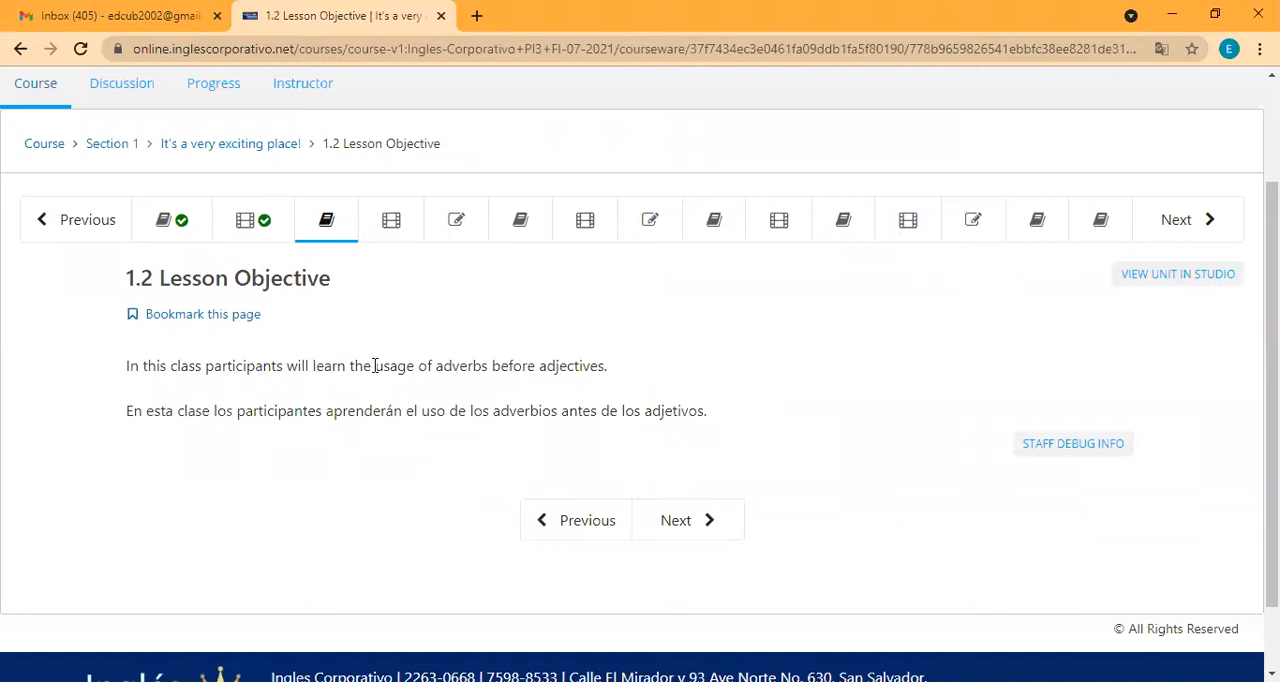 Inbox (405) - edcub2002@gmai
1.2 Lesson Objective | It's a very
online.inglescorporativo.net/courses/course-v1:Ingles-Corporativo+PI3+FI-07-2021/courseware/37f7434ec3e0461fa09ddb1fa5f80190/778b9659826541ebbfc38ee8281de31...
E
Course Discussion Progress Instructor
Course > Section 1 > It's a very exciting place! > 1.2 Lesson Objective
Previous Next
1.2 Lesson Objective
VIEW UNIT IN STUDIO
Bookmark this page
In this class participants will learn the usage of adverbs before adjectives.
En esta clase los participantes aprenderán el uso de los adverbios antes de los adjetivos.
STAFF DEBUG INFO
Previous Next
© All Rights Reserved
Ingles Corporativo | 2263-0668 | 7598-8533 | Calle El Mirador y 93 Ave Norte No. 630, San Salvador.